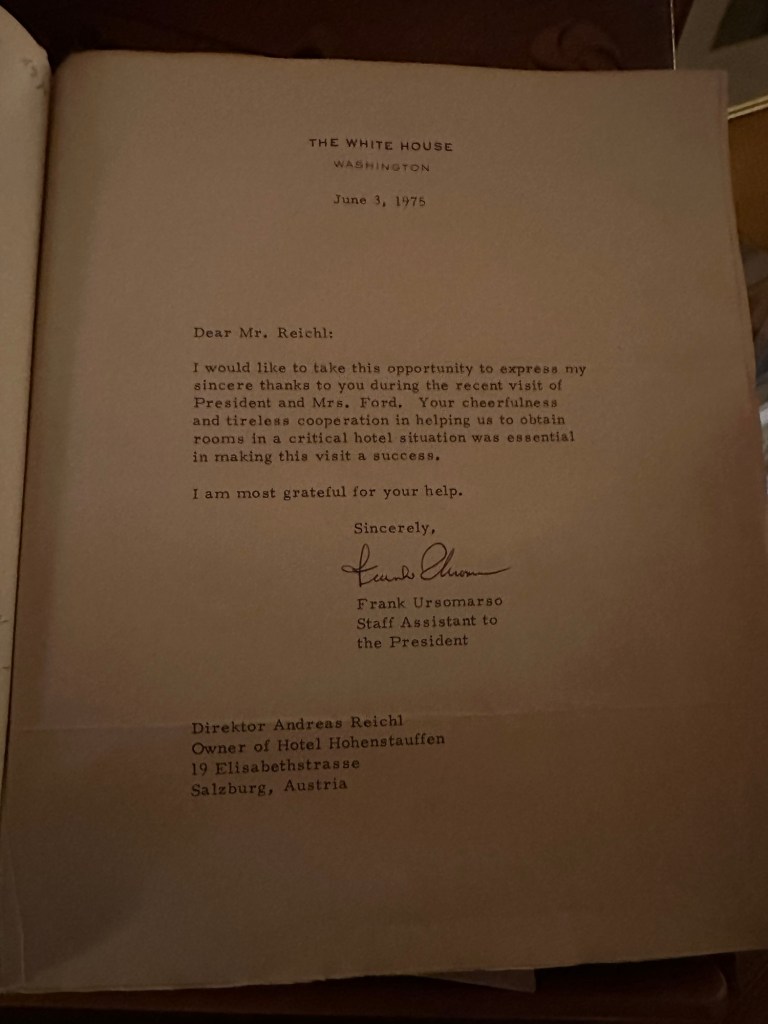 THE WHITE HOUSE
WASHINGTON
June 3, 1975
Dear Mr. Reichl:
I would like to take this opportunity to express my
sincere thanks to you during the recent visit of
President and Mrs. Ford. Your cheerfulness
and tireless cooperation in helping us to obtain
rooms in a critical hotel situation was essential
in making this visit a success.
I am most grateful for your help.
Sincerely,
Frank Ursomarso
Staff Assistant to
the President
Direktor Andreas Reichl
Owner of Hotel Hohenstauffen
19 Elisabethstrasse
Salzburg, Austria